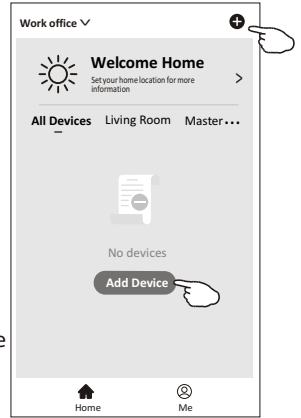 Work office
Welcome Home
Set your home location for more
information
All Devices Living Room Master...
No devices
Add Device
e
Home Me